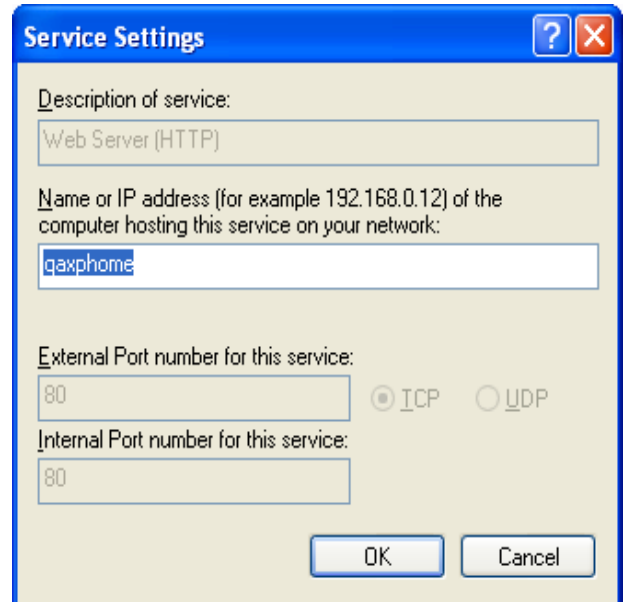 Service Settings
Description of service:
Web Server (HTTP)
Name or IP address (for example 192.168.0.12) of the
computer hosting this service on your network:
qaxphome
External Port number for this service:
80
TCP UDP
Internal Port number for this service:
80
OK Cancel